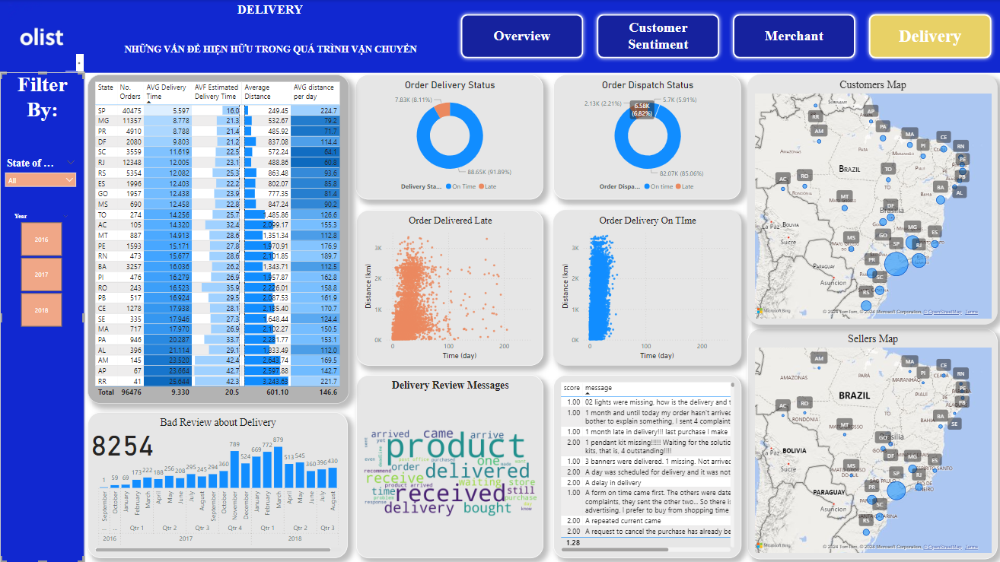 DELIVERY
olist
NHỮNG VẤN ĐỀ HIỆN HỮU TRONG QUÁ TRÌNH VẬN CHUYỂN
Overview
Customer
Sentiment
Merchant
Delivery
Filter
By:
State of ...
All
Year
2016
2017
2018
State No. Orders AVG Delivery Time AVF Estimated Delivery Time Average Distance AVG distance per day
SP 40475 5.597 16.0 249.45 224.7
MG 11357 8.778 21.3 532.67 79.2
PR 4910 8.788 21.4 485.92 71.7
DF 2080 9.803 21.2 837.08 114.4
SC 3559 11.619 22.5 572.24 64.1
RJ 12348 12.005 23.1 488.86 60.8
RS 5354 12.082 25.3 863.48 93.6
ES 1996 12.403 22.2 802.07 85.8
GO 1957 12.438 23.9 777.35 81.4
MS 690 12.458 22.8 847.24 90.2
TO 274 14.256 25.7 1,485.86 126.6
AC 105 14.320 32.4 2,099.17 155.3
MT 887 14.913 28.6 1,351.34 112.8
PE 1593 15.171 27.8 1,970.91 176.9
RN 473 15.677 28.6 2,101.85 189.7
BA 3257 16.036 26.2 1,343.71 112.5
PI 476 16.279 26.9 1,957.87 162.8
RO 243 16.523 35.9 2,226.01 158.8
PB 517 16.924 29.5 2,087.53 161.9
CE 1278 17.938 28.1 2,185.40 170.7
SE 335 17.946 27.3 1,648.44 124.4
MA 717 17.970 26.9 2,102.27 150.5
PA 946 20.287 33.7 2,281.77 153.1
AL 396 21.114 29.1 1,833.49 112.0
AM 145 23.520 42.4 2,643.74 169.5
AP 67 23.664 42.7 2,597.88 142.7
RR 41 25.644 42.3 3,243.63 221.7
Total 96476 9.330 20.5 601.10 146.6
Order Delivery Status
7.83K (8.11%)
88.65K (91.89%)
Delivery Sta... On Time Late
Order Dispatch Status
2.13K (2.21%)
6.58K
(6.82%)
5.7K (5.91%)
82.07K (85.06%)
Order Dispa... On time Late
Order Delivered Late
Distance (km)
3K
2K
1K
0K
0 100 200
Time (day)
Order Delivery On TIme
Distance (km)
3K
2K
1K
0K
0 100 200
Time (day)
Bad Review about Delivery
8254
1 59 69 173 222 188 256 208 295 245 294 360 789 524 669 772 879 513 545 360 396 430
September October January February March April May June July August September October November December January February March April May June July August
... ... Qtr 1 Qtr 2 Qtr 3 Qtr 4 Qtr 1 Qtr 2 Qtr 3
2016 2017 2018
Delivery Review Messages
arrived came arrive
yet
product
even
post office purchased one made want
recommend order delivered
receive waiting store
product arrived
time received still
problem purchase
response delivery bought buy
know
score message
1.00 02 lights were missing, how is the delivery and t
1.00 1 month and until today my order hasn't arrived
bother to explain something, I sent 4 complaint
1.00 1 month late in delivery!!! last purchase I make
2.00 1 pendant kit missing!!!!! Waiting for the solutio
kits, that is, 4 outstanding!!!!
1.00 3 banners were delivered. 1 missing. Not arrived
2.00 A day was scheduled for delivery and it was not
2.00 A delay in delivery
1.00 A form on time came first. The others were date
complaints, they sent the other two... So there is
advertising. I prefer to buy from shopping time
2.00 A repeated current came
2.00 A request to cancel the purchase has already be
1.28
Customers Map
SURINAME
RR AP
AM PA MA CE
PI RN
AMAZONAS PARÁ MARANHÃO
PE
BRAZIL TO PIAUÍ PB
AC RO TO BA AL
RONDÔNIA BAHIA
MT DF
Brasília
La Paz BOLIVIA
GO MG ES
Sucre MS SP RJ
PARAGUAY PR
Asuncion SC
RS
Microsoft Bing
© 2024 TomTom, © 2024 Microsoft Corporation, © OpenStreetMap Terms
Sellers Map
AM MA CE
PI RN
AMAZONAS PARÁ MARANHÃO
PE
BRAZIL PIAUÍ PB
AC RO
RONDÔNIA BA SE
BAHIA
MT
GO Brasília
La Paz
BOLIVIA DF MG ES
Sucre MS SP RJ
RIO DE
JANEIRO
PARAGUAY PR
Asuncion SC
SANTA CATARINA
RS
Microsoft Bing
© 2024 TomTom, © 2024 Microsoft Corporation, © OpenStreetMap Terms